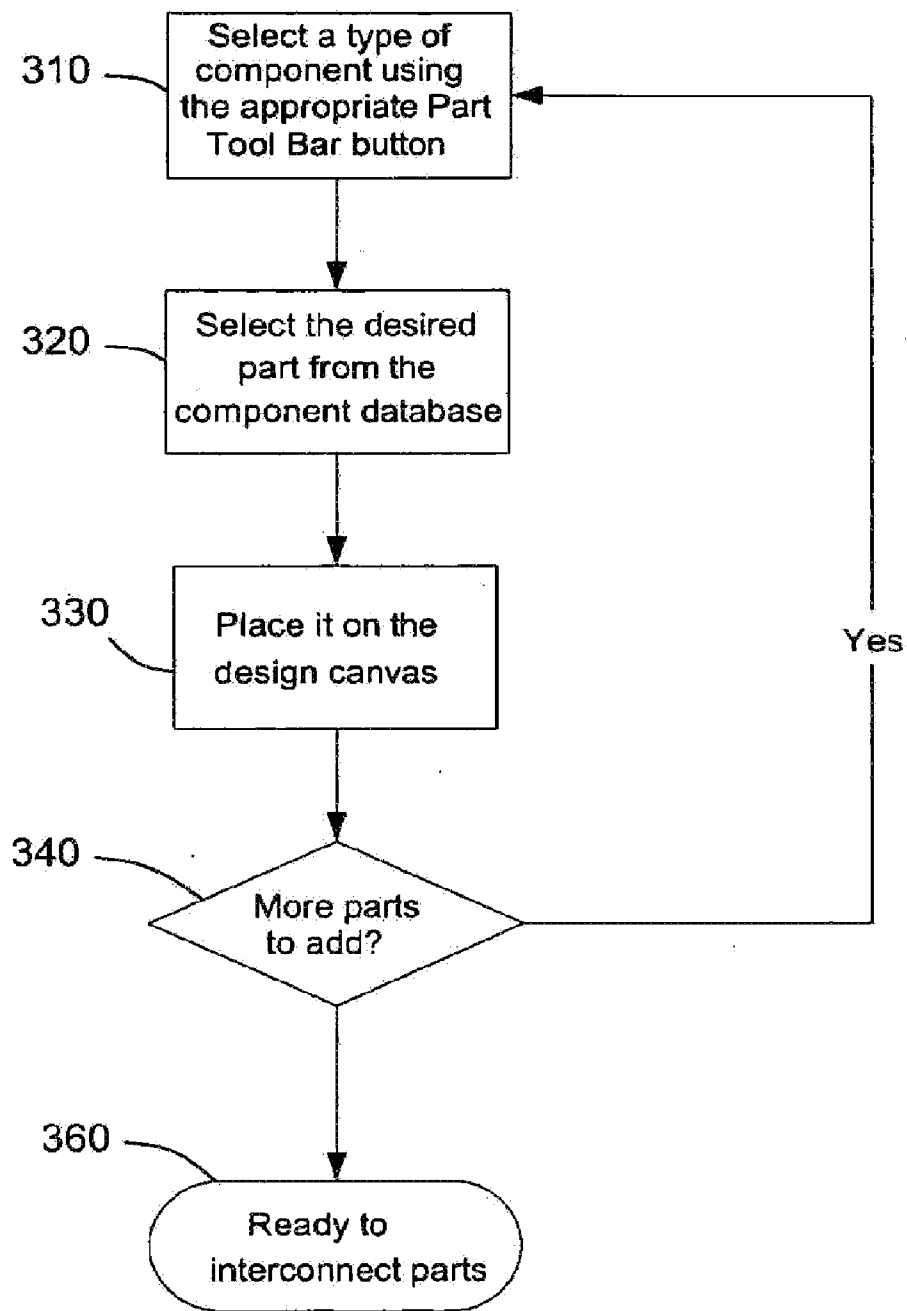 310
Select a type of
component using
the appropriate Part
Tool Bar button
320
Select the desired
part from the
component database
330
Place it on the
design canvas
Yes
340
More parts
to add?
360
Ready to
interconnect parts